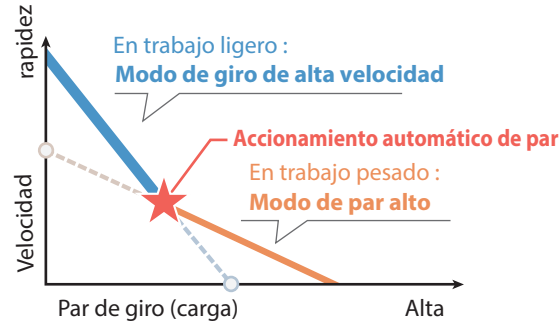 rapidez
En trabajo ligero :
Modo de giro de alta velocidad
Accionamiento automático de par
En trabajo pesado :
Modo de par alto
Velocidad
Par de giro (carga)
Alta